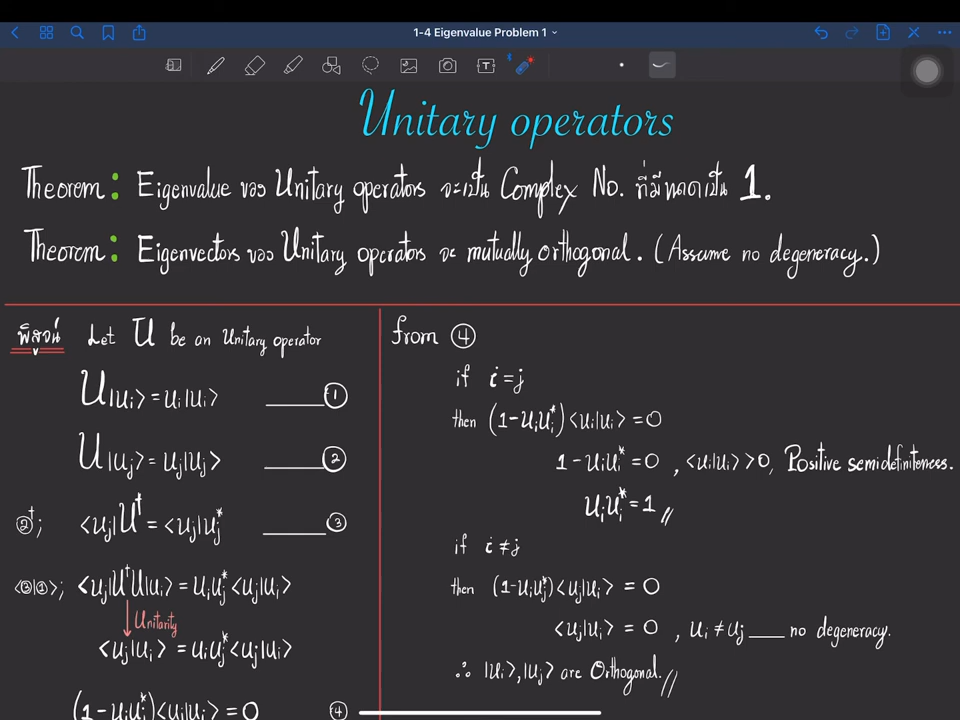 1-4 Eigenvalue Problem 1
Unitary operators
Theorem : Eigenvalue ของ Unitary operators จะเป็น Complex No. ที่มีขนาดเป็น 1.
Theorem : Eigenvectors ของ Unitary operators จะ mutually orthogonal. (Assume no degeneracy.)
พิสูจน์ Let U be an Unitary operator
U|uᵢ> = uᵢ|uᵢ> ①
U|uⱼ> = uⱼ|uⱼ> ②
②†; <uⱼ|U† = <uⱼ|uⱼ* ③
<③|①>; <uⱼ|U†U|uᵢ> = uᵢuⱼ*<uⱼ|uᵢ>
Unitarity
<uⱼ|uᵢ> = uᵢuⱼ*<uⱼ|uᵢ>
(1-uᵢuⱼ*)<uⱼ|uᵢ> = 0 ④
from ④
if i = j
then (1-uᵢuᵢ*)<uᵢ|uᵢ> = 0
1-uᵢuᵢ* = 0 , <uᵢ|uᵢ> > 0, Positive semidefiniteness.
uᵢuᵢ* = 1 //
if i ≠ j
then (1-uᵢuⱼ*)<uⱼ|uᵢ> = 0
<uⱼ|uᵢ> = 0 , uᵢ ≠ uⱼ ___ no degeneracy.
∴ |uᵢ>,|uⱼ> are Orthogonal. //